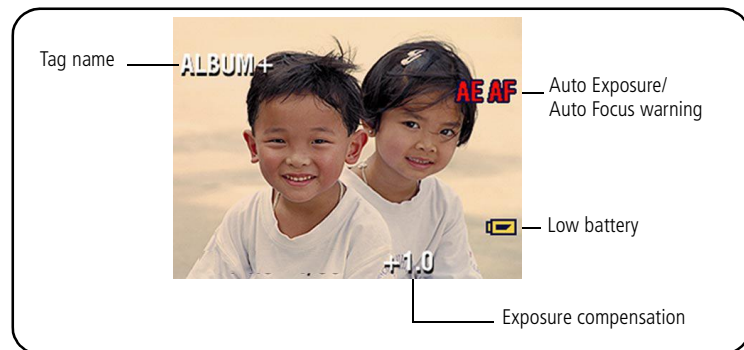 Tag name
ALBUM+
AE AF
Auto Exposure/
Auto Focus warning
Low battery
+1.0
Exposure compensation